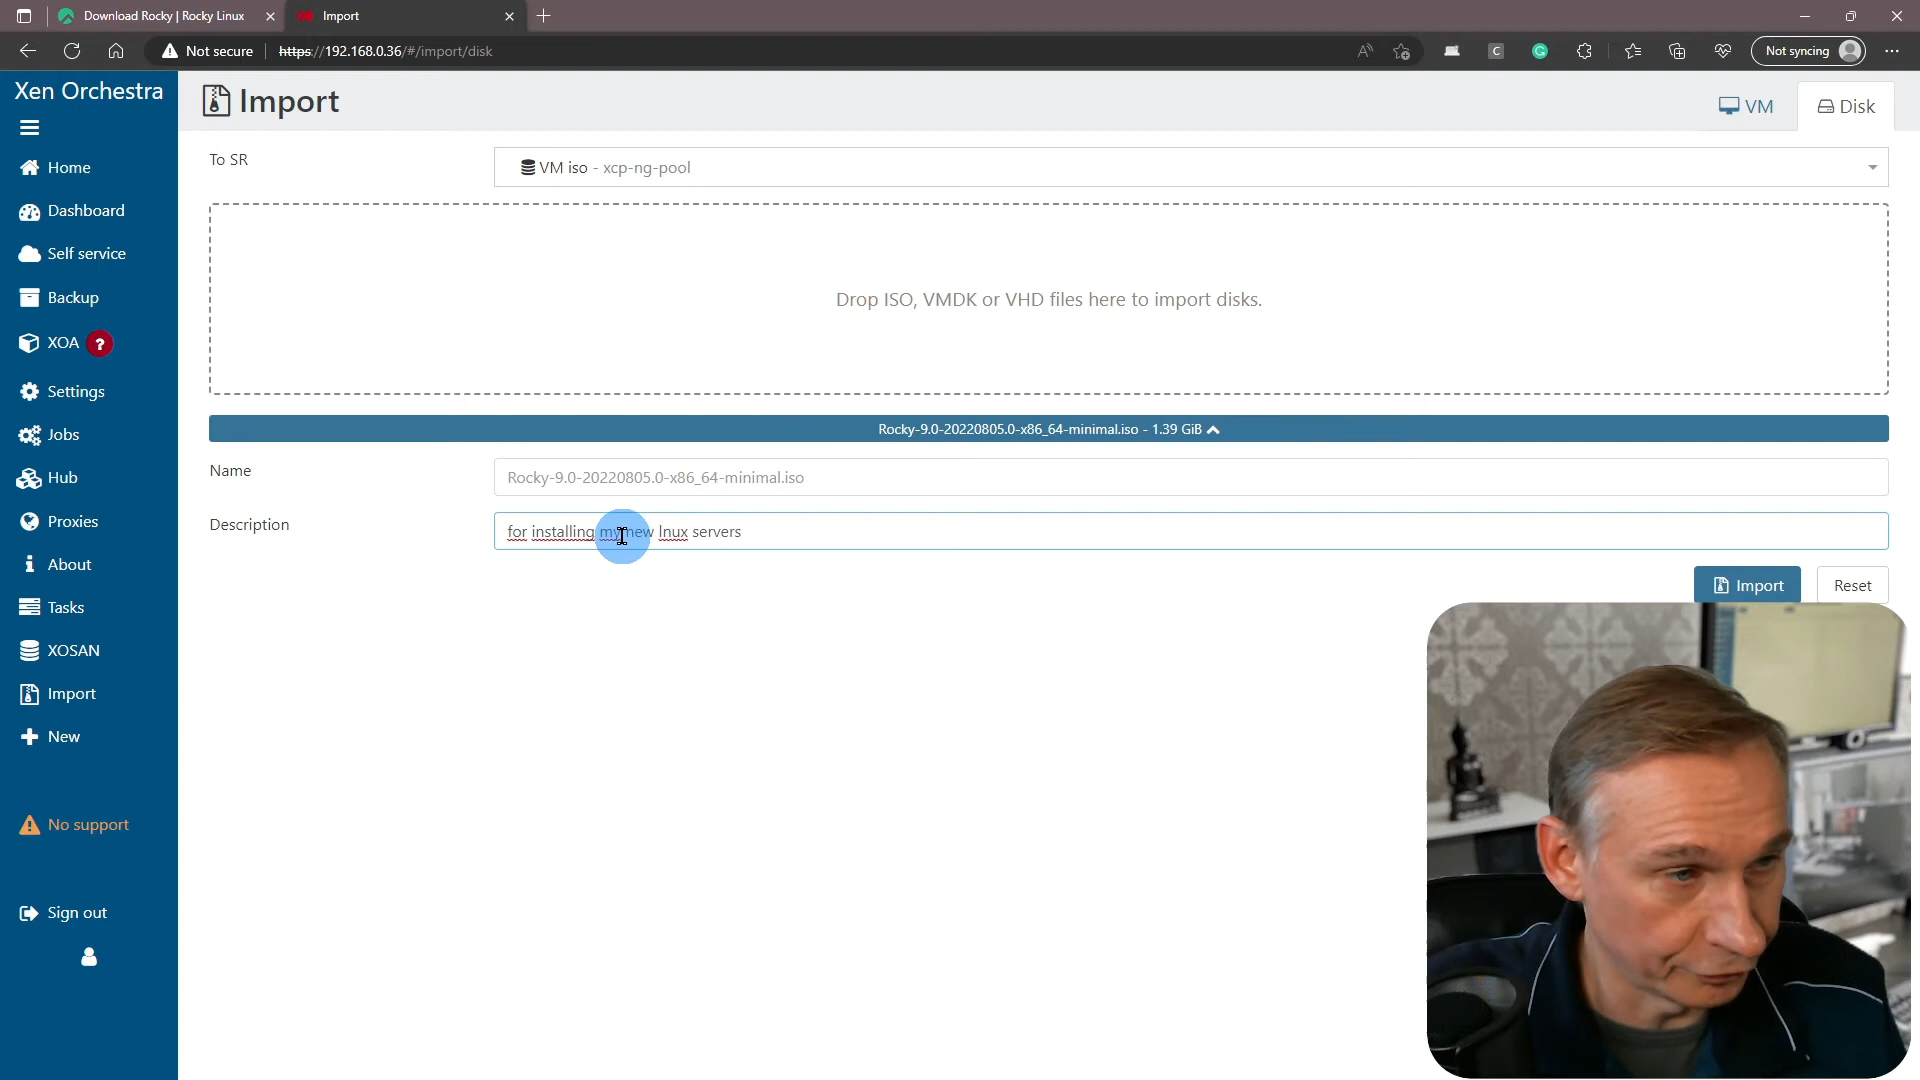 Download Rocky | Rocky Linux
Import
Not secure
https://192.168.0.36/#/import/disk
Not syncing
Xen Orchestra
Home
Dashboard
Self service
Backup
XOA ?
Settings
Jobs
Hub
Proxies
About
Tasks
XOSAN
Import
New
No support
Sign out
Import
VM
Disk
To SR
VM iso - xcp-ng-pool
Drop ISO, VMDK or VHD files here to import disks.
Rocky-9.0-20220805.0-x86_64-minimal.iso - 1.39 GiB
Name
Rocky-9.0-20220805.0-x86_64-minimal.iso
Description
for installing my new lnux servers
Import
Reset